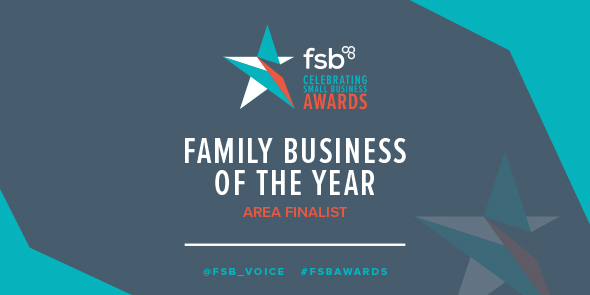 fsb
CELEBRATING
SMALL BUSINESS
AWARDS
FAMILY BUSINESS
OF THE YEAR
AREA FINALIST
@FSB_VOICE #FSBAWARDS